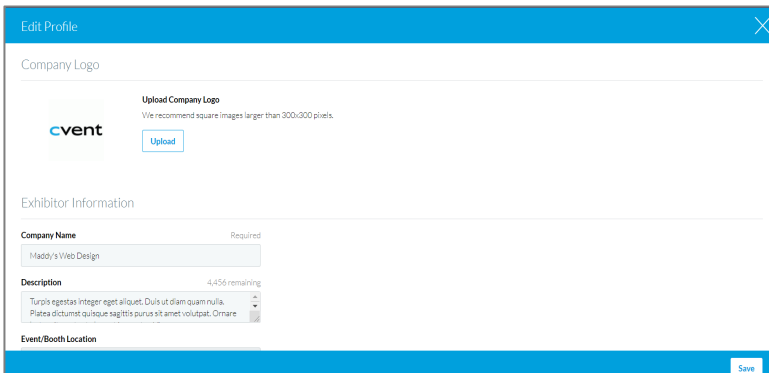 Edit Profile
Company Logo
Upload Company Logo
We recommend square images larger than 300x300 pixels.
cvent
Upload
Exhibitor Information
Company Name Required
Maddy's Web Design
Description 4,456 remaining
Turpis egestas integer eget aliquet. Duis ut diam quam nulla.
Platea dictumst quisque sagittis purus sit amet volutpat. Ornare
Event/Booth Location
Save